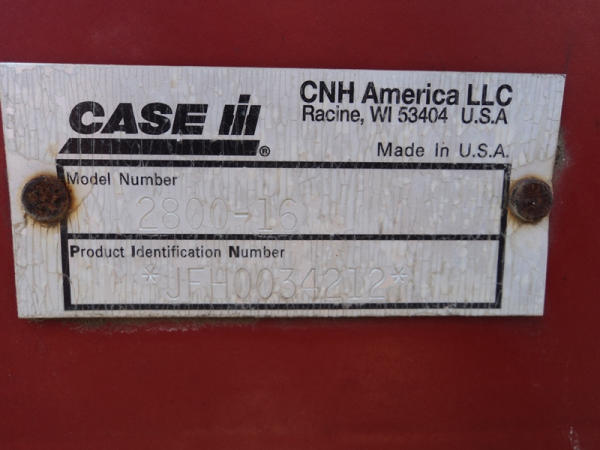 CASE IH ®
CNH America LLC
Racine, WI 53404 U.S.A
Made In U.S.A.
Model Number
2800-16
Product Identification Number
*JFH0034212*